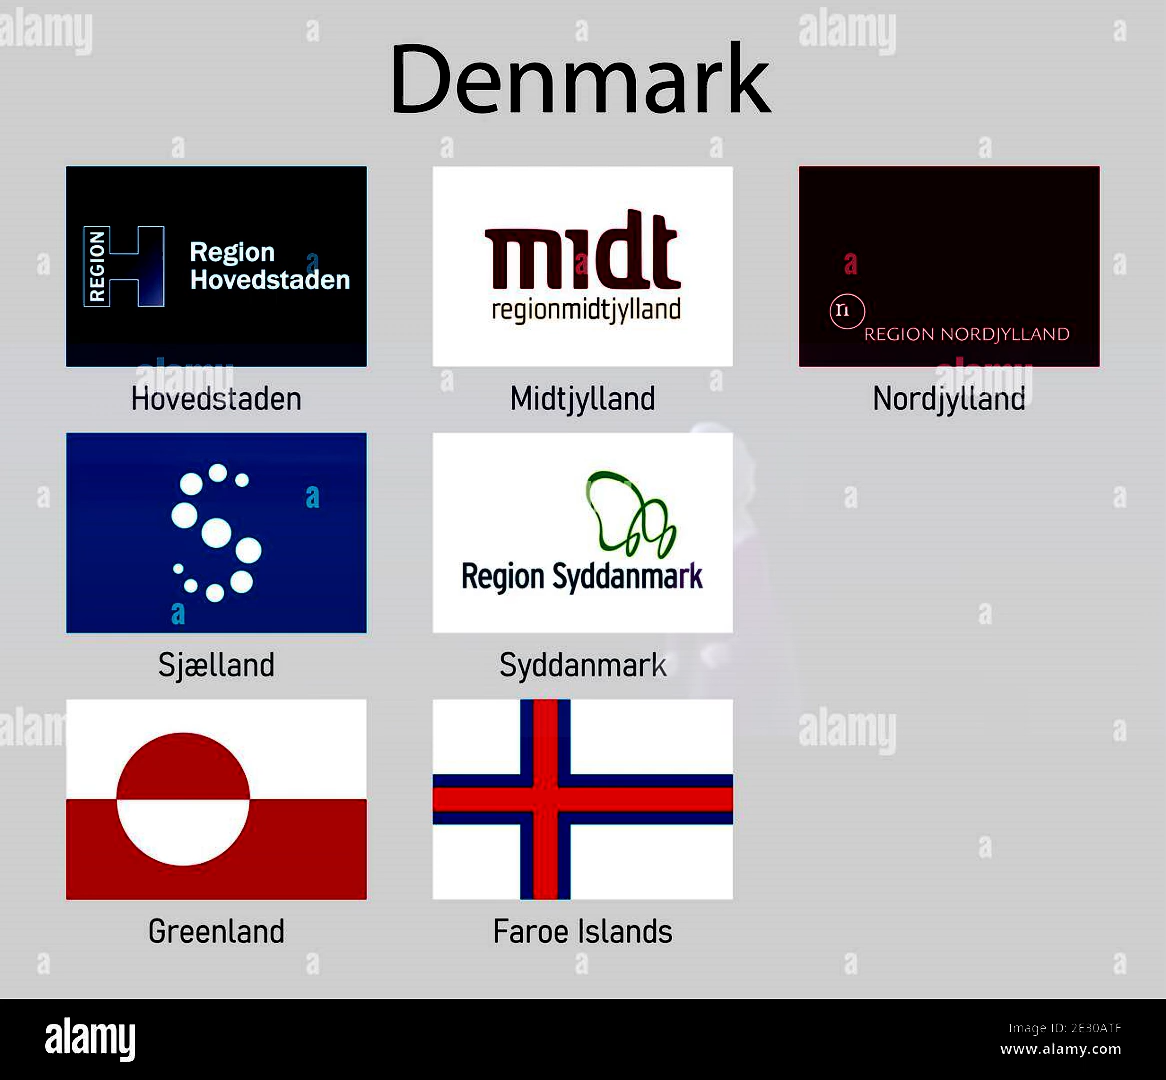 Denmark
REGION
Region
Hovedstaden
midt
regionmidtjylland
n
REGION NORDJYLLAND
Hovedstaden
Midtjylland
Nordjylland
Region Syddanmark
Sjælland
Syddanmark
Greenland
Faroe Islands
alamy
Image ID: 2E30A1F
www.alamy.com